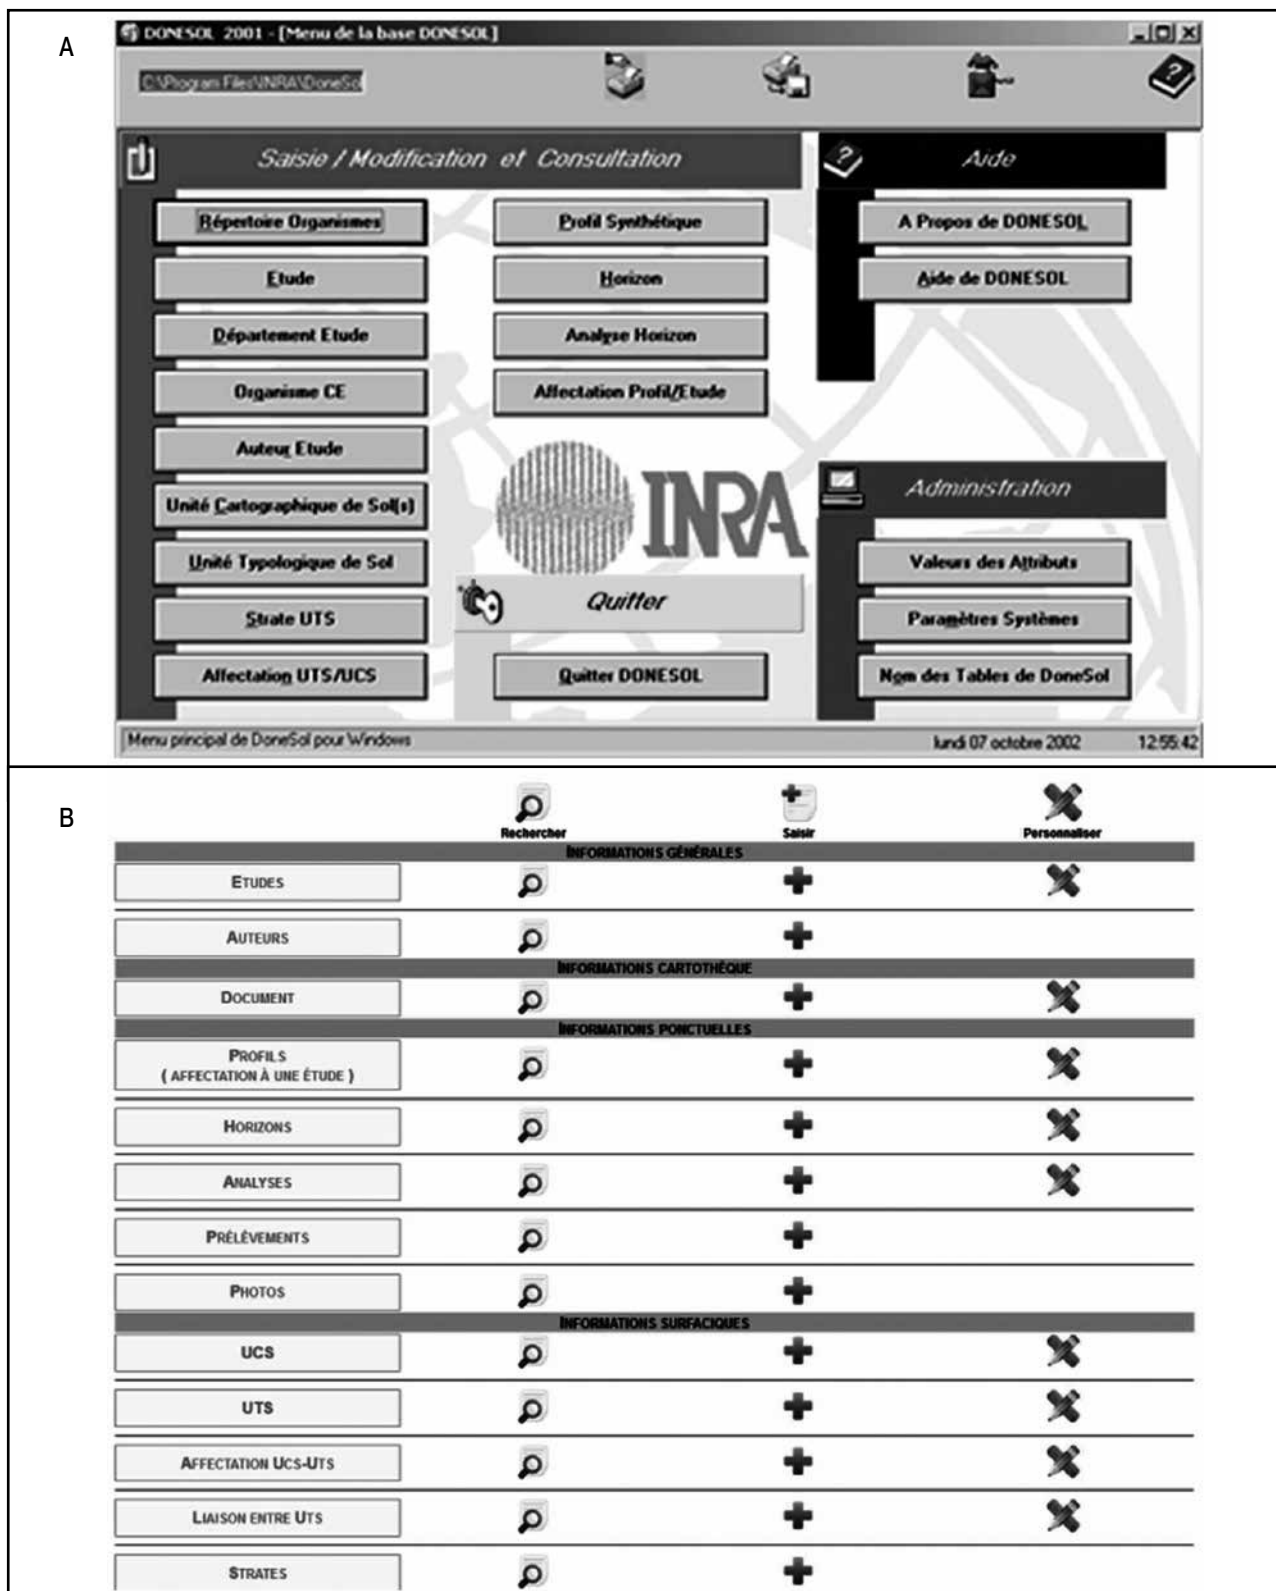 A
DONESOL 2001 - [Menu de la base DONESOL]
C:\Program Files\INRA\DoneSol
Saisie / Modification et Consultation
Aide
Répertoire Organismes
Profil Synthétique
A Propos de DONESOL
Etude
Horizon
Aide de DONESOL
Département Etude
Analyse Horizon
Organisme CE
Affectation Profil/Etude
Auteur Etude
Administration
Unité Cartographique de Sol(s)
INRA
Unité Typologique de Sol
Valeurs des Attributs
Quitter
Strate UTS
Paramètres Systèmes
Affectation UTS/UCS
Quitter DONESOL
Nom des Tables de DoneSol
Menu principal de DoneSol pour Windows
lundi 07 octobre 2002
12:55:42
B
Rechercher
Saisir
Personnaliser
INFORMATIONS GÉNÉRALES
ETUDES
AUTEURS
INFORMATIONS CARTOTHÈQUE
DOCUMENT
INFORMATIONS PONCTUELLES
PROFILS
( AFFECTATION À UNE ÉTUDE )
HORIZONS
ANALYSES
PRÉLÈVEMENTS
PHOTOS
INFORMATIONS SURFACIQUES
UCS
UTS
AFFECTATION UCS-UTS
LIAISON ENTRE UTS
STRATES